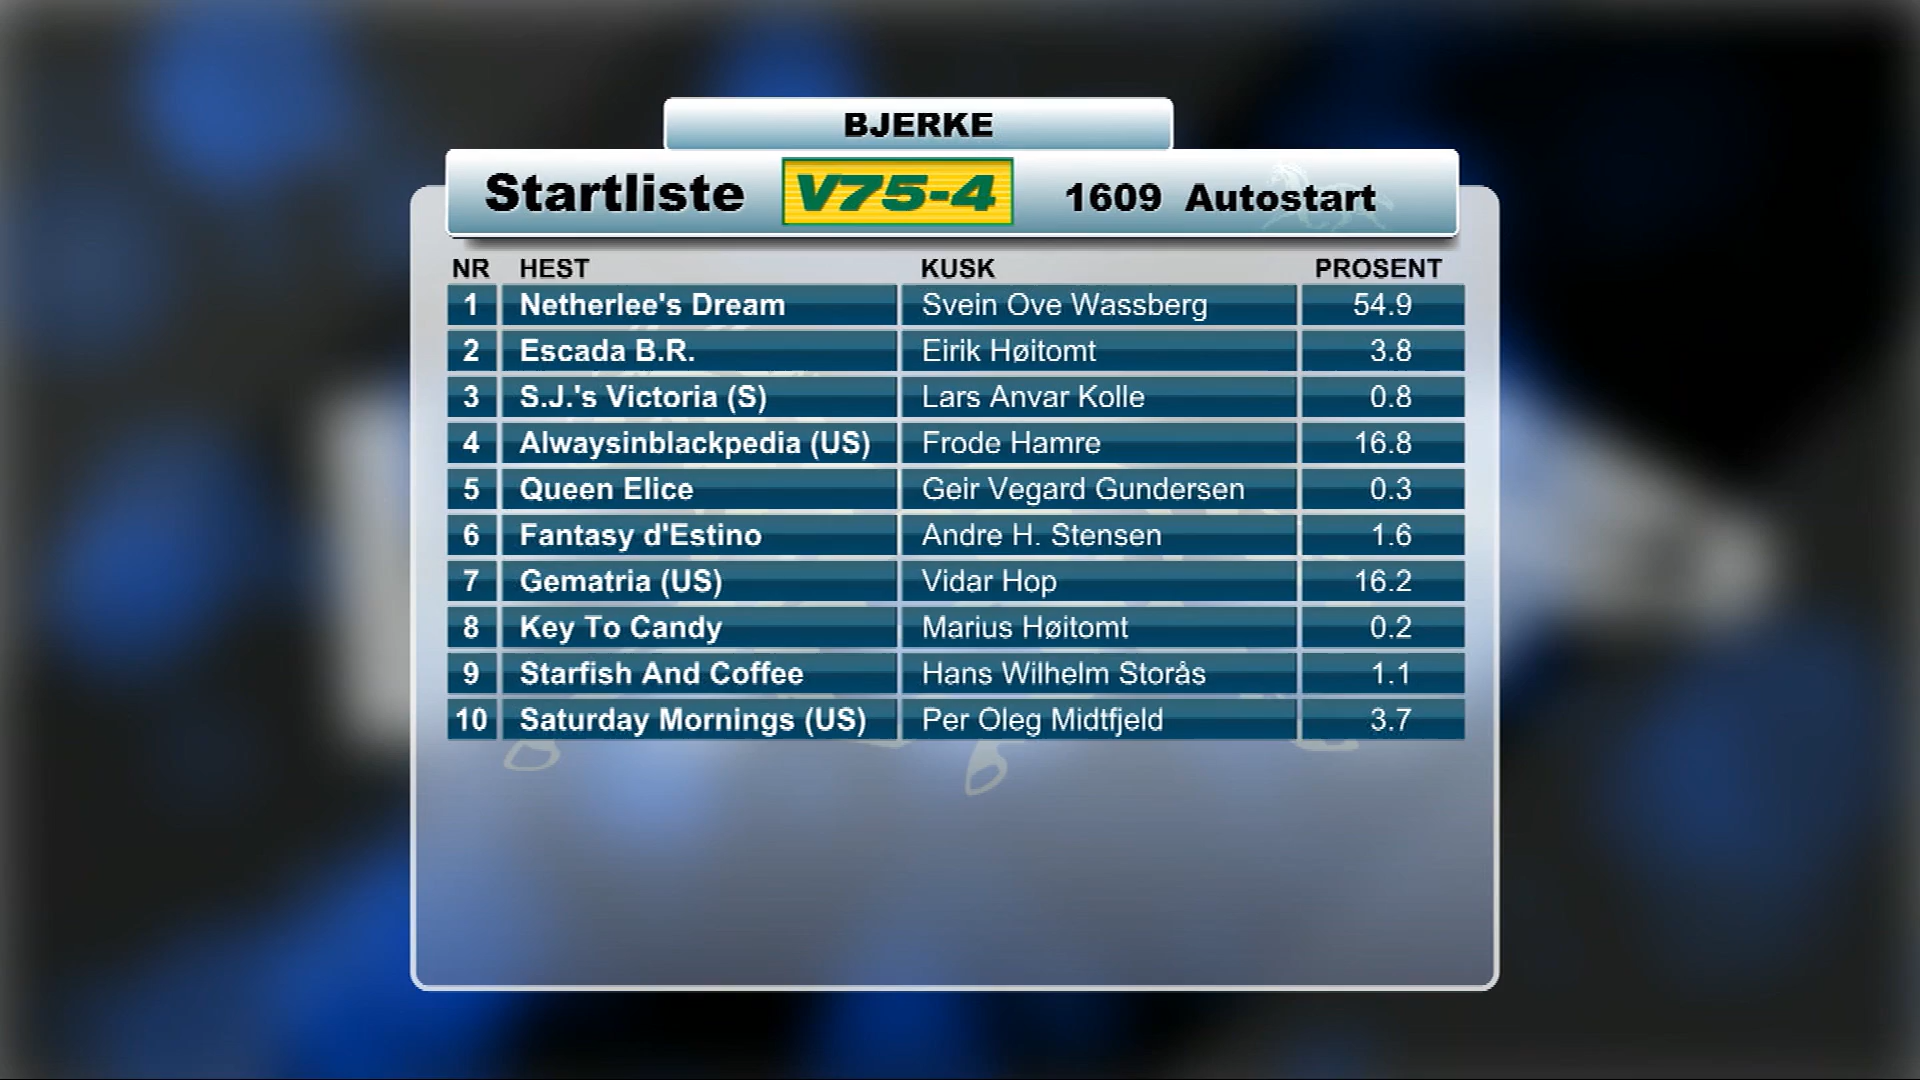 BJERKE
Startliste V75-4 1609 Autostart
NR HEST KUSK PROSENT
1 Netherlee's Dream Svein Ove Wassberg 54.9
2 Escada B.R. Eirik Høitomt 3.8
3 S.J.'s Victoria (S) Lars Anvar Kolle 0.8
4 Alwaysinblackpedia (US) Frode Hamre 16.8
5 Queen Elice Geir Vegard Gundersen 0.3
6 Fantasy d'Estino Andre H. Stensen 1.6
7 Gematria (US) Vidar Hop 16.2
8 Key To Candy Marius Høitomt 0.2
9 Starfish And Coffee Hans Wilhelm Storås 1.1
10 Saturday Mornings (US) Per Oleg Midtfjeld 3.7